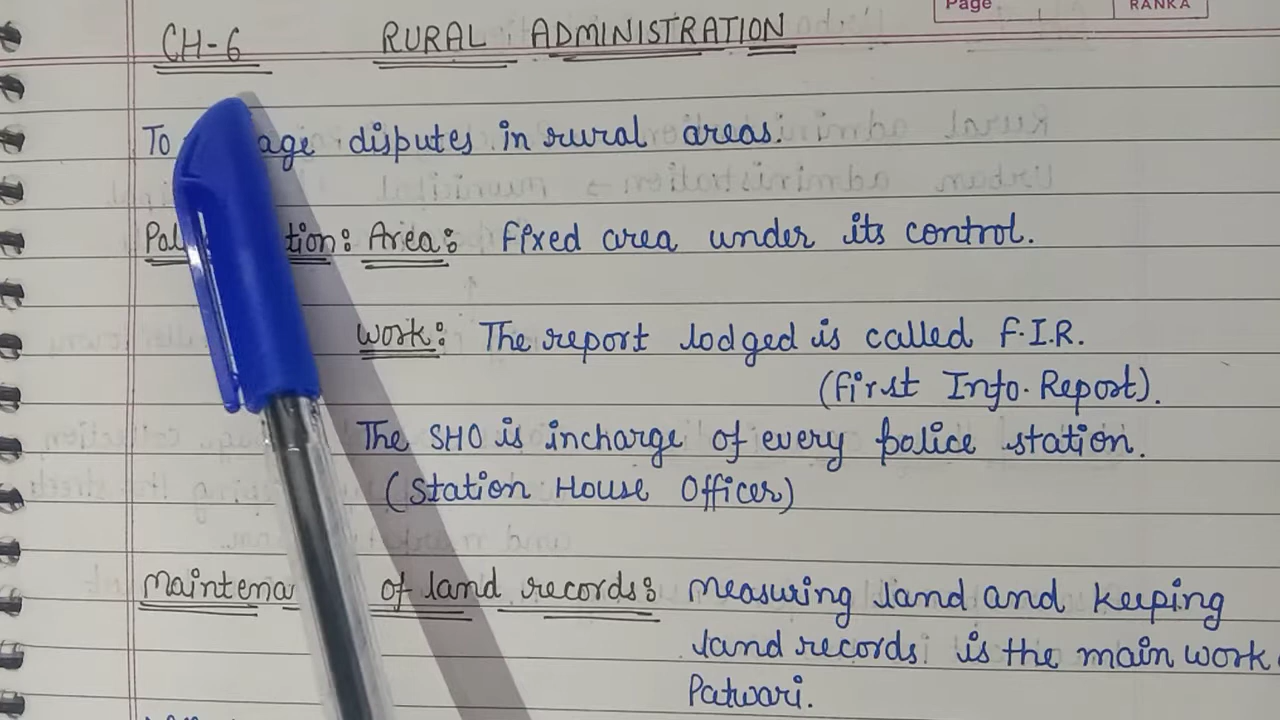 Page RANKA
CH-6 RURAL ADMINISTRATION
To age disputes in rural areas.
Pol tion: Area: Fixed area under its control.
Work: The report lodged is called F.I.R.
(First Info. Report).
The SHO is incharge of every police station.
(Station House Officer)
Maintena of land records: Measuring land and keeping
land records is the main work
Patwari.